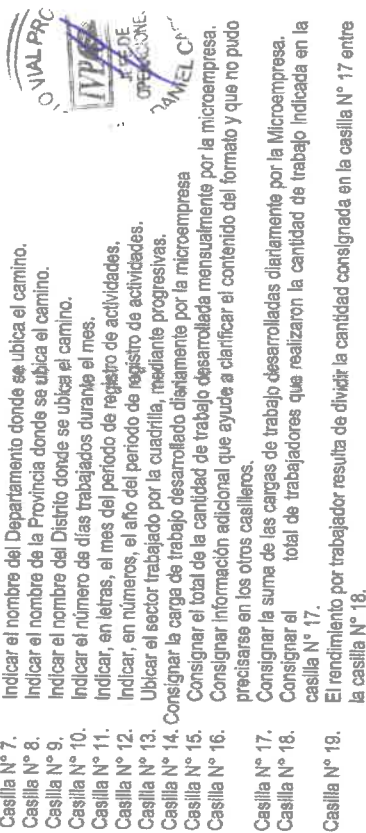 Casilla N° 7. Indicar el nombre del Departamento donde se ubica el camino.
Casilla N° 8. Indicar el nombre de la Provincia donde se ubica el camino.
Casilla N° 9. Indicar el nombre del Distrito donde se ubica el camino.
Casilla N° 10. Indicar el número de días trabajados durante el mes.
Casilla N° 11. Indicar, en letras, el mes del periodo de registro de actividades.
Casilla N° 12. Indicar, en números, el año del periodo de registro de actividades.
Casilla N° 13. Ubicar el sector trabajado por la cuadrilla, mediante progresivas.
Casilla N° 14. Consignar la carga de trabajo desarrollado diariamente por la microempresa
Casilla N° 15. Consignar el total de la cantidad de trabajo desarrollada mensualmente por la microempresa.
Casilla N° 16. Consignar información adicional que ayude a clarificar el contenido del formato y que no pudo
precisarse en los otros casilleros.
Casilla N° 17. Consignar la suma de las cargas de trabajo desarrolladas diariamente por la Microempresa.
Casilla N° 18. Consignar el total de trabajadores que realizaron la cantidad de trabajo Indicada en la
casilla N° 17.
Casilla N° 19. El rendimiento por trabajador resulta de dividir la cantidad consignada en la casilla N° 17 entre
la casilla N° 18.
O VIAL PRO
JEFE DE
DANIEL